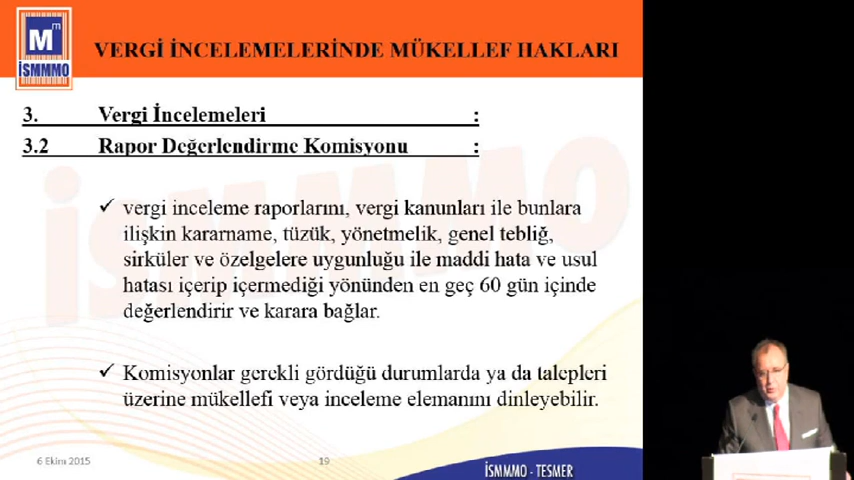 M
m
İSMMMO
VERGİ İNCELEMELERİNDE MÜKELLEF HAKLARI
3. Vergi İncelemeleri :
3.2 Rapor Değerlendirme Komisyonu :
İSMMMO
✓ vergi inceleme raporlarını, vergi kanunları ile bunlara
ilişkin kararname, tüzük, yönetmelik, genel tebliğ,
sirküler ve özelgelere uygunluğu ile maddi hata ve usul
hatası içerip içermediği yönünden en geç 60 gün içinde
değerlendirir ve karara bağlar.
✓ Komisyonlar gerekli gördüğü durumlarda ya da talepleri
üzerine mükellefi veya inceleme elemanını dinleyebilir.
6 Ekim 2015
19
İSMMMO - TESMER